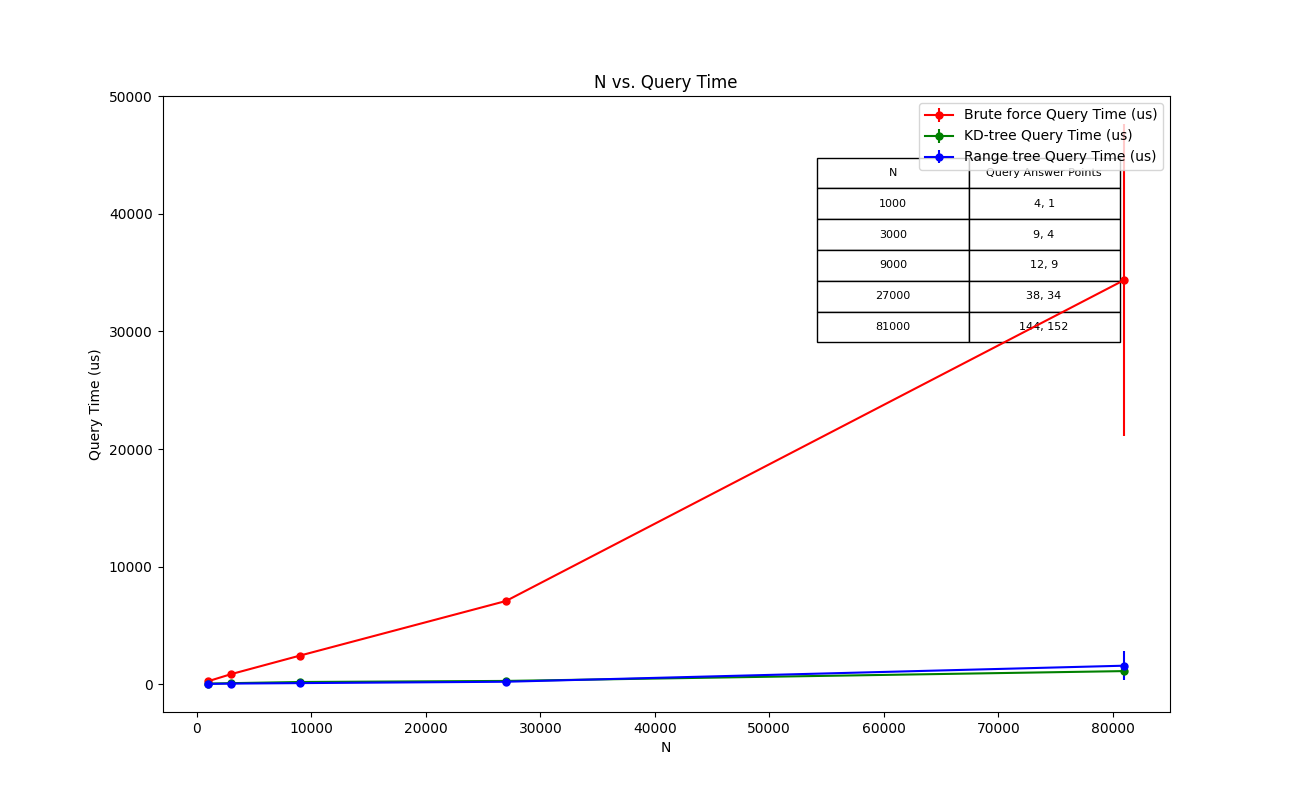 N vs. Query Time
50000
40000
30000
20000
10000
0
Query Time (us)
Brute force Query Time (us)
KD-tree Query Time (us)
Range tree Query Time (us)
N Query Answer Points
1000 4, 1
3000 9, 4
9000 12, 9
27000 38, 34
81000 144, 152
0 10000 20000 30000 40000 50000 60000 70000 80000
N